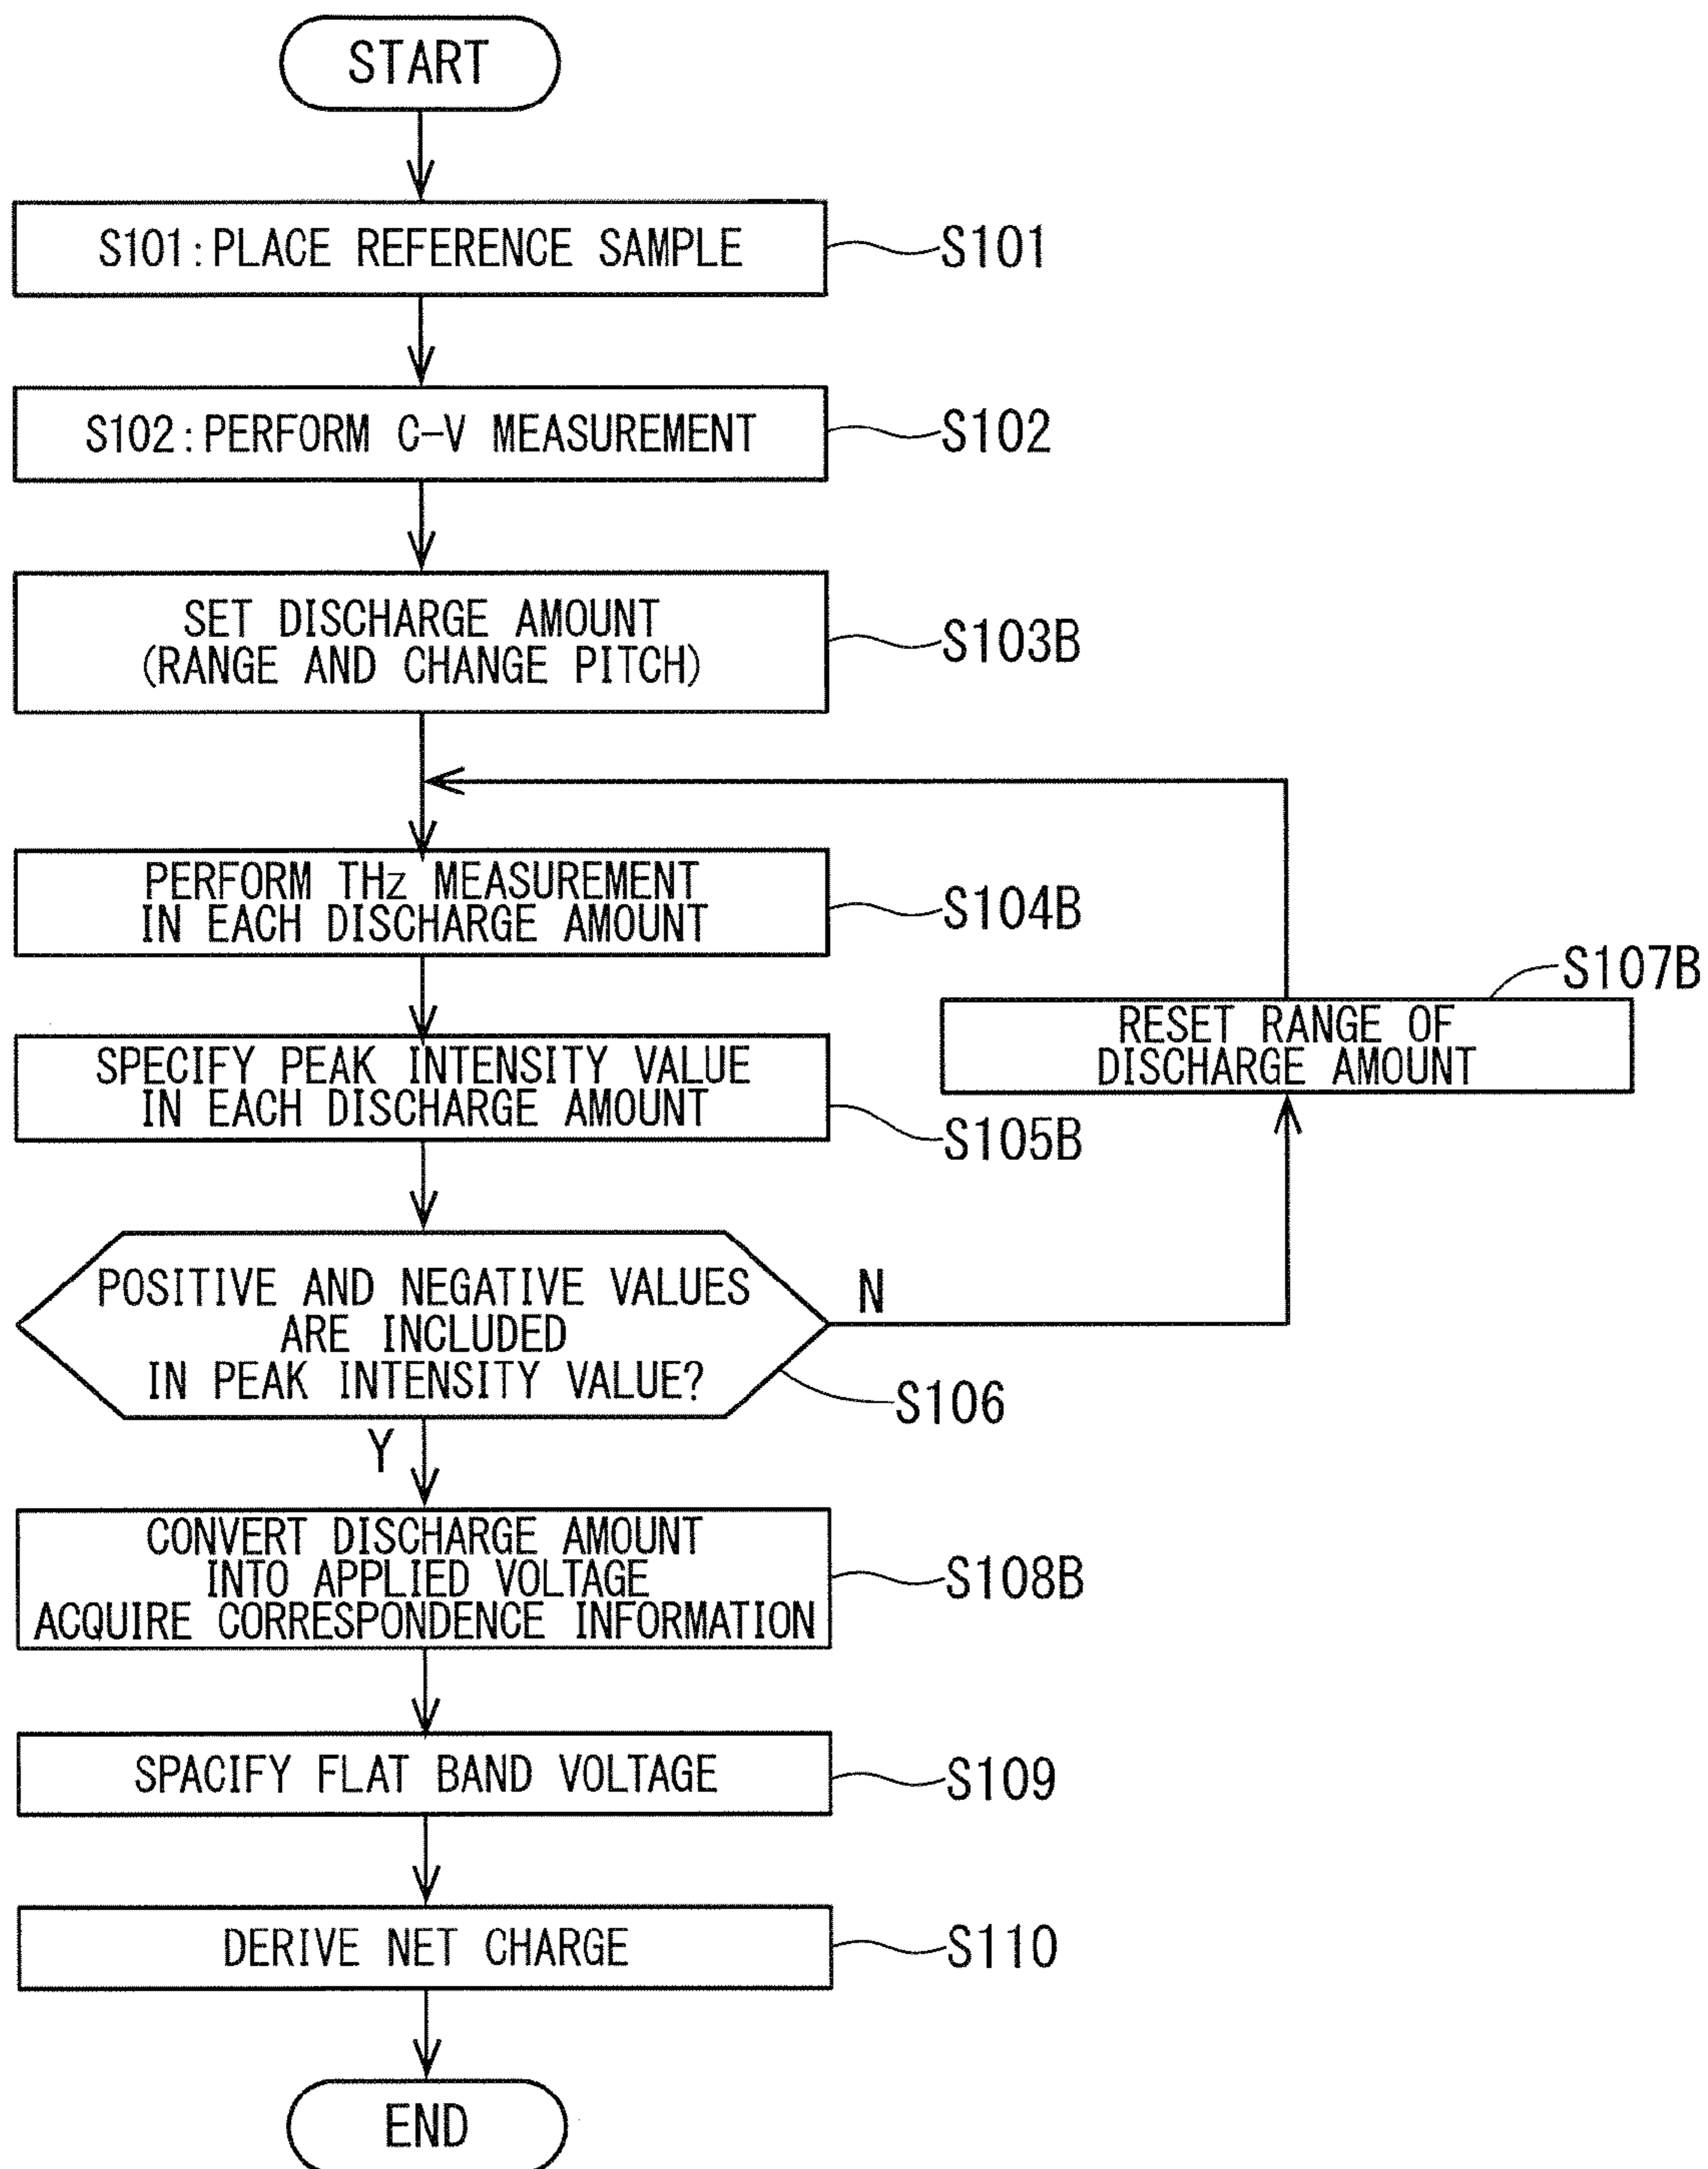 START
S101:PLACE REFERENCE SAMPLE
S101
S102:PERFORM C-V MEASUREMENT
S102
SET DISCHARGE AMOUNT
(RANGE AND CHANGE PITCH)
S103B
PERFORM THz MEASUREMENT
IN EACH DISCHARGE AMOUNT
S104B
S107B
RESET RANGE OF
DISCHARGE AMOUNT
SPECIFY PEAK INTENSITY VALUE
IN EACH DISCHARGE AMOUNT
S105B
POSITIVE AND NEGATIVE VALUES
ARE INCLUDED
IN PEAK INTENSITY VALUE?
N
S106
Y
CONVERT DISCHARGE AMOUNT
INTO APPLIED VOLTAGE
ACQUIRE CORRESPONDENCE INFORMATION
S108B
SPACIFY FLAT BAND VOLTAGE
S109
DERIVE NET CHARGE
S110
END